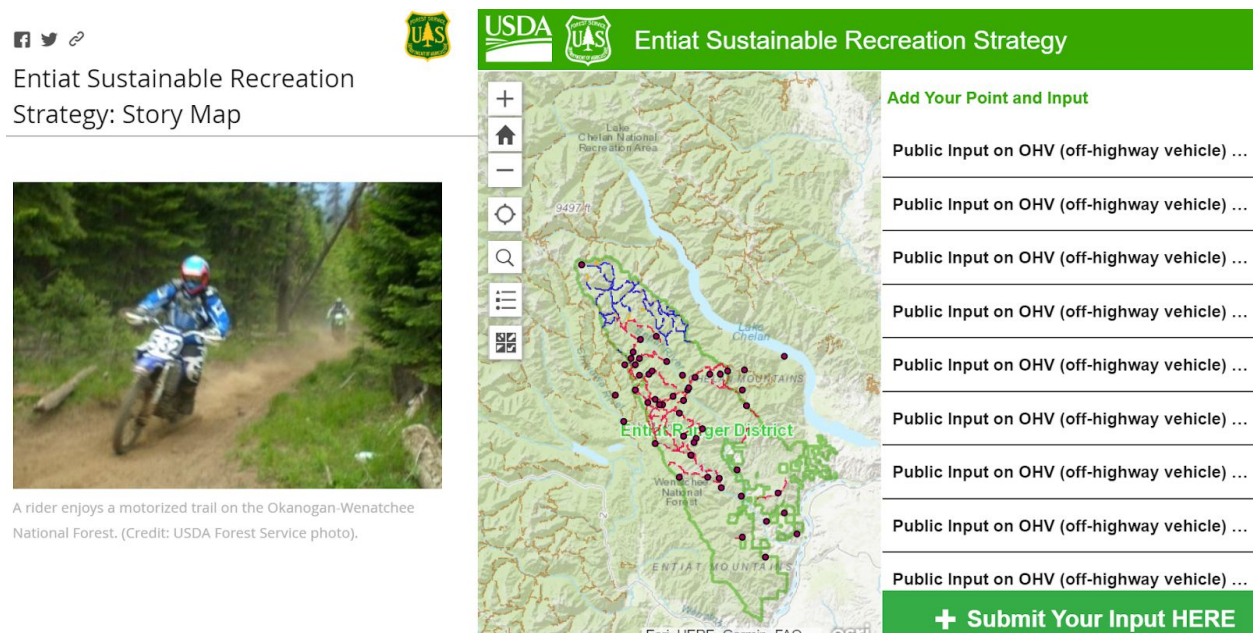 Entiat Sustainable Recreation
Strategy: Story Map
A rider enjoys a motorized trail on the Okanogan-Wenatchee
National Forest. (Credit: USDA Forest Service photo).
USDA
Entiat Sustainable Recreation Strategy
Lake
Chelan National
Recreation Area
9497 ft
Lake
Chelan
MOUNTAINS
Entiat Ranger District
Wenatchee
National
Forest
ENTIAT MOUNTAINS
Esri, HERE, Garmin, FAO,
esri
Add Your Point and Input
Public Input on OHV (off-highway vehicle) ...
Public Input on OHV (off-highway vehicle) ...
Public Input on OHV (off-highway vehicle) ...
Public Input on OHV (off-highway vehicle) ...
Public Input on OHV (off-highway vehicle) ...
Public Input on OHV (off-highway vehicle) ...
Public Input on OHV (off-highway vehicle) ...
Public Input on OHV (off-highway vehicle) ...
Public Input on OHV (off-highway vehicle) ...
+ Submit Your Input HERE